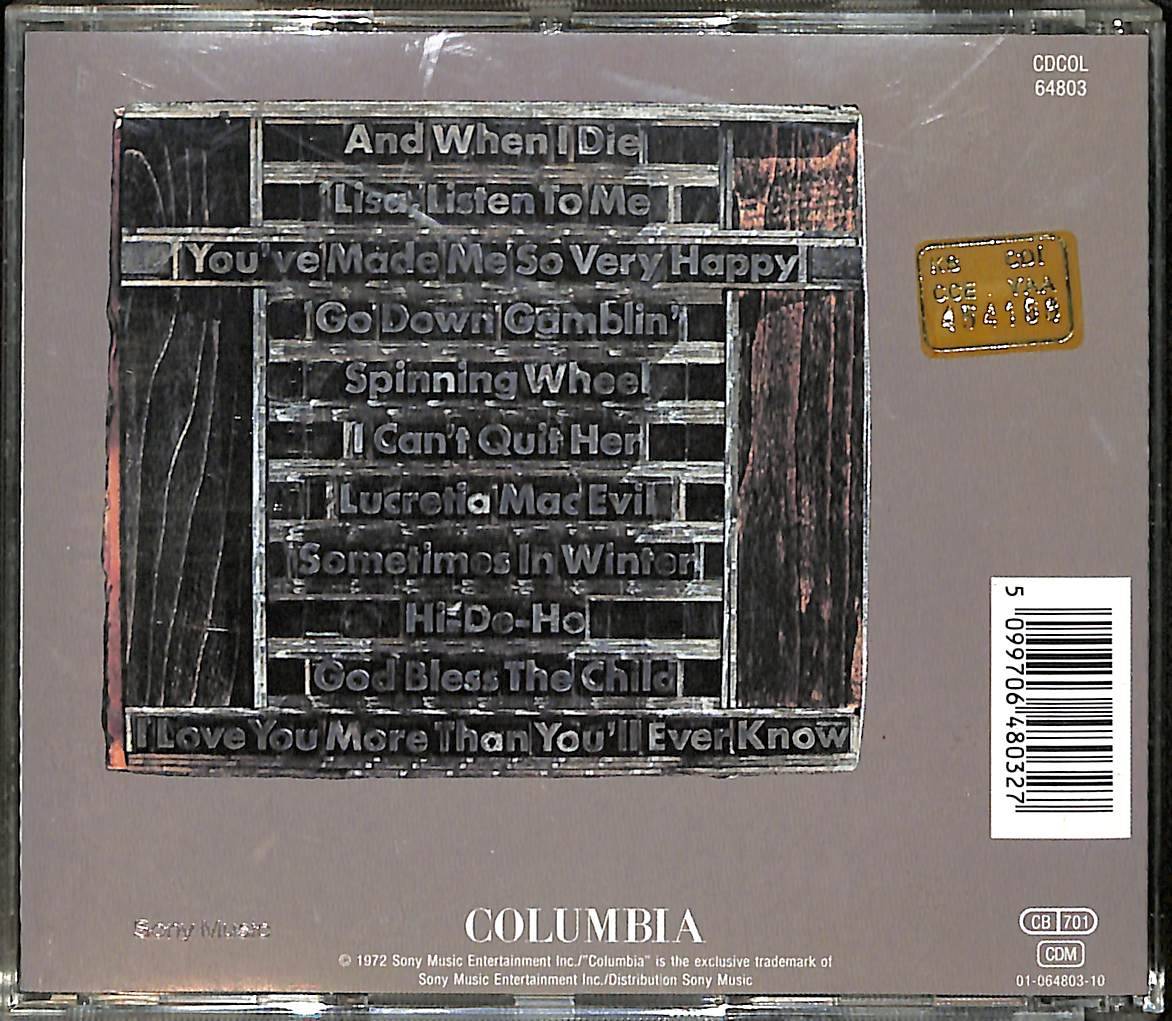 CDCOL
64803
And When I Die
Lisa, Listen To Me
You've Made Me So Very Happy
Go Down Gamblin'
Spinning Wheel
I Can't Quit Her
Lucretia Mac Evil
Sometimes In Winter
Hi-De-Ho
God Bless The Child
I Love You More Than You'll Ever Know
KB
CCE
5 099706 480327
Sony Music
COLUMBIA
℗ 1972 Sony Music Entertainment Inc./"Columbia" is the exclusive trademark of
Sony Music Entertainment Inc./Distribution Sony Music
CB 701
CDM
01-064803-10